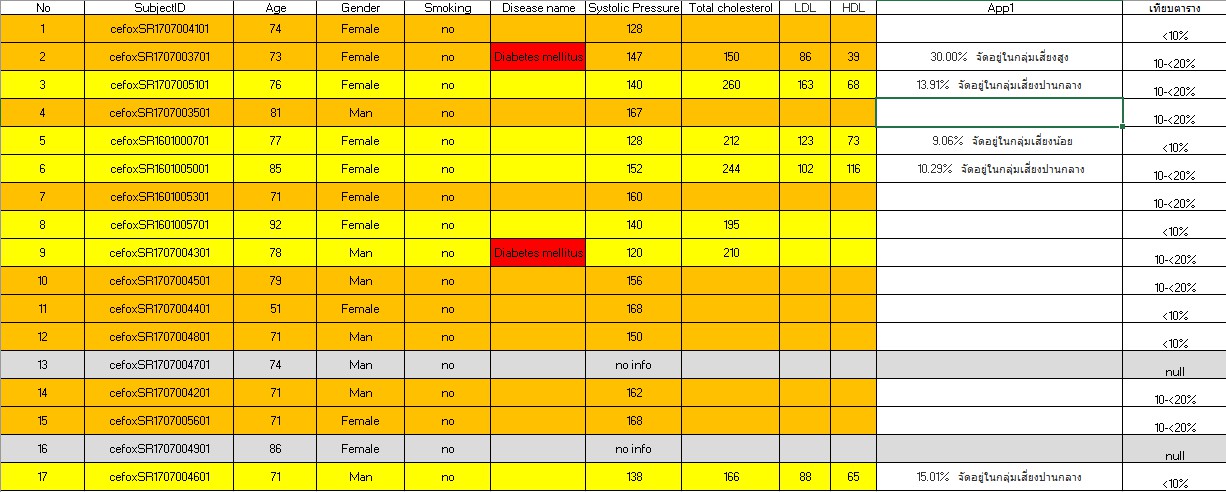 No SubjectID Age Gender Smoking Disease name Systolic Pressure Total cholesterol LDL HDL App1 เทียบตาราง
1 cefoxSR1707004101 74 Female no 128 <10%
2 cefoxSR1707003701 73 Female no Diabetes mellitus 147 150 86 39 30.00% จัดอยู่ในกลุ่มเสี่ยงสูง 10-<20%
3 cefoxSR1707005101 76 Female no 140 260 163 68 13.91% จัดอยู่ในกลุ่มเสี่ยงปานกลาง 10-<20%
4 cefoxSR1707003501 81 Man no 167 10-<20%
5 cefoxSR1601000701 77 Female no 128 212 123 73 9.06% จัดอยู่ในกลุ่มเสี่ยงน้อย <10%
6 cefoxSR1601005001 85 Female no 152 244 102 116 10.29% จัดอยู่ในกลุ่มเสี่ยงปานกลาง 10-<20%
7 cefoxSR1601005301 71 Female no 160 10-<20%
8 cefoxSR1601005701 92 Female no 140 195 <10%
9 cefoxSR1707004301 78 Man no Diabetes mellitus 120 210 10-<20%
10 cefoxSR1707004501 79 Man no 156 10-<20%
11 cefoxSR1707004401 51 Female no 168 <10%
12 cefoxSR1707004801 71 Man no 150 <10%
13 cefoxSR1707004701 74 Man no no info null
14 cefoxSR1707004201 71 Man no 162 10-<20%
15 cefoxSR1707005601 71 Female no 168 10-<20%
16 cefoxSR1707004901 86 Female no no info null
17 cefoxSR1707004601 71 Man no 138 166 88 65 15.01% จัดอยู่ในกลุ่มเสี่ยงปานกลาง <10%